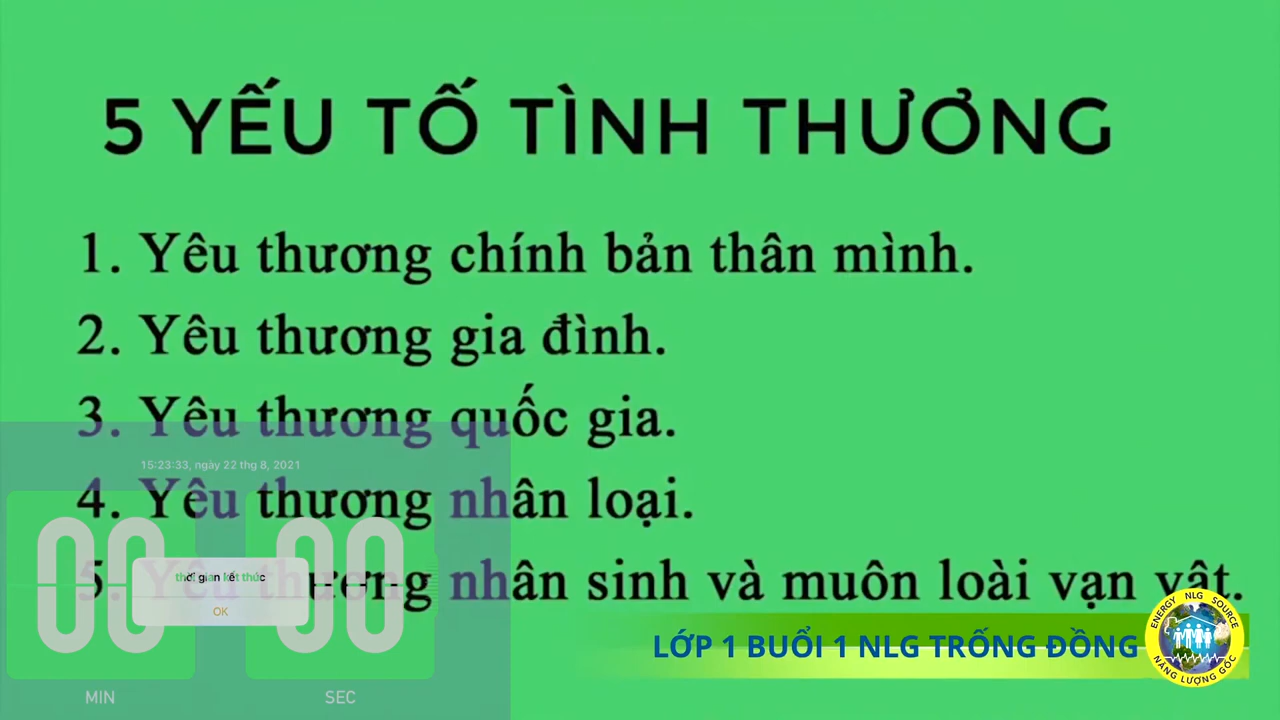 5 YẾU TỐ TÌNH THƯƠNG
1. Yêu thương chính bản thân mình.
2. Yêu thương gia đình.
3. Yêu thương quốc gia.
15:23:33, ngày 22 thg 8, 2021
4. Yêu thương nhân loại.
00 00
thời gian kết thúc
5. Yêu thương nhân sinh và muôn loài vạn vật.
OK
LỚP 1 BUỔI 1 NLG TRỐNG ĐỒNG
ENERGY NLG SOURCE
NĂNG LƯỢNG GỐC
MIN SEC